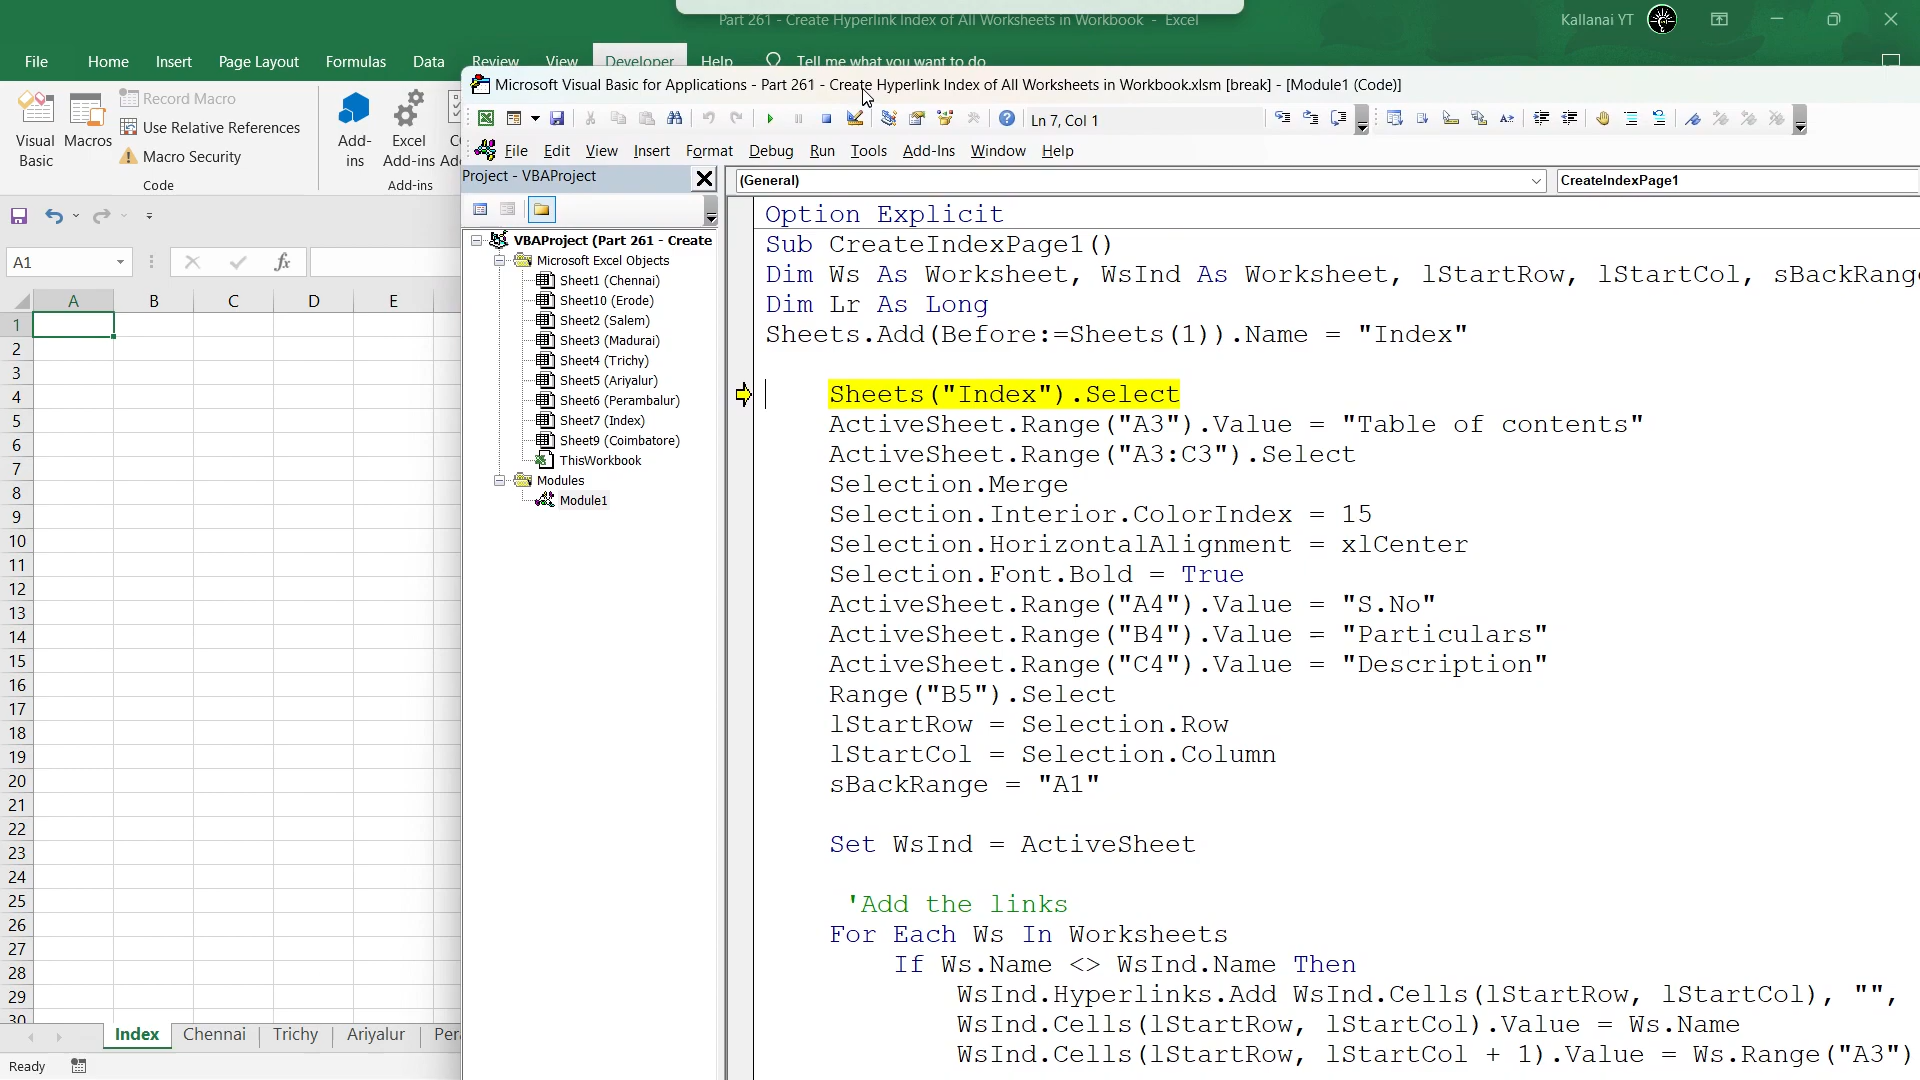 Part 261 - Create Hyperlink Index of All Worksheets in Workbook - Excel
Kallanai YT
File Home Insert Page Layout Formulas Data Review View Developer Help Tell me what you want to do
Microsoft Visual Basic for Applications - Part 261 - Create Hyperlink Index of All Worksheets in Workbook.xlsm [break] - [Module1 (Code)]
Record Macro
Use Relative References
Macro Security
Visual Basic
Macros
Add-ins
Excel Add-ins
Code
Add-ins
Ln 7, Col 1
File Edit View Insert Format Debug Run Tools Add-Ins Window Help
Project - VBAProject
(General)
CreateIndexPage1
A1
fx
A B C D E
1
2
3
4
5
6
7
8
9
10
11
12
13
14
15
16
17
18
19
20
21
22
23
24
25
26
27
28
29
30
VBAProject (Part 261 - Create
Microsoft Excel Objects
Sheet1 (Chennai)
Sheet10 (Erode)
Sheet2 (Salem)
Sheet3 (Madurai)
Sheet4 (Trichy)
Sheet5 (Ariyalur)
Sheet6 (Perambalur)
Sheet7 (Index)
Sheet9 (Coimbatore)
ThisWorkbook
Modules
Module1
Option Explicit
Sub CreateIndexPage1()
Dim Ws As Worksheet, WsInd As Worksheet, lStartRow, lStartCol, sBackRange
Dim Lr As Long
Sheets.Add(Before:=Sheets(1)).Name = "Index"
Sheets("Index").Select
ActiveSheet.Range("A3").Value = "Table of contents"
ActiveSheet.Range("A3:C3").Select
Selection.Merge
Selection.Interior.ColorIndex = 15
Selection.HorizontalAlignment = xlCenter
Selection.Font.Bold = True
ActiveSheet.Range("A4").Value = "S.No"
ActiveSheet.Range("B4").Value = "Particulars"
ActiveSheet.Range("C4").Value = "Description"
Range("B5").Select
lStartRow = Selection.Row
lStartCol = Selection.Column
sBackRange = "A1"
Set WsInd = ActiveSheet
'Add the links
For Each Ws In Worksheets
If Ws.Name <> WsInd.Name Then
WsInd.Hyperlinks.Add WsInd.Cells(lStartRow, lStartCol), "",
WsInd.Cells(lStartRow, lStartCol).Value = Ws.Name
WsInd.Cells(lStartRow, lStartCol + 1).Value = Ws.Range("A3")
Index Chennai Trichy Ariyalur Per
Ready